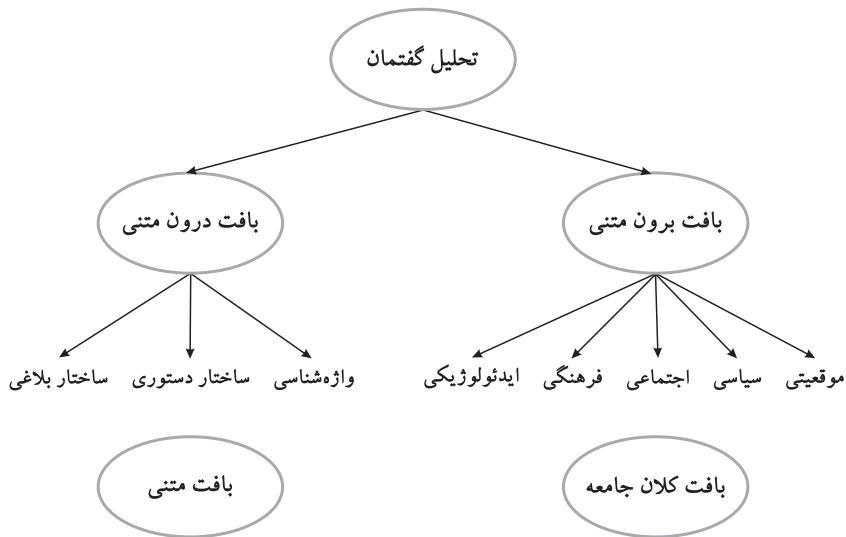 تحلیل گفتمان
بافت برون متنی
بافت درون متنی
موقعیتی
سیاسی
اجتماعی
فرهنگی
ایدئولوژیکی
واژه‌شناسی
ساختار دستوری
ساختار بلاغی
بافت کلان جامعه
بافت متنی